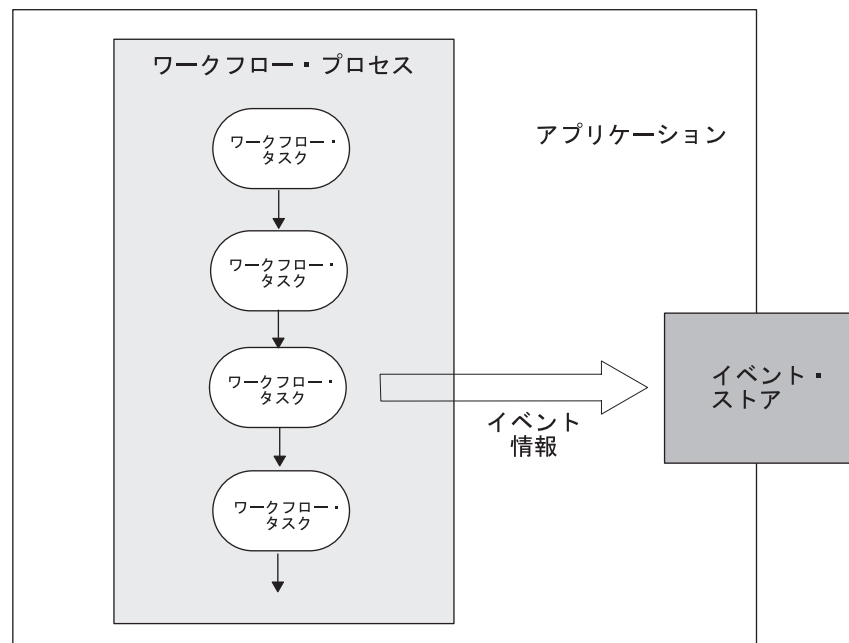 ワークフロー・プロセス
アプリケーション
ワークフロー・
タスク
ワークフロー・
タスク
ワークフロー・
タスク
イベント・
ストア
イベント
情報
ワークフロー・
タスク